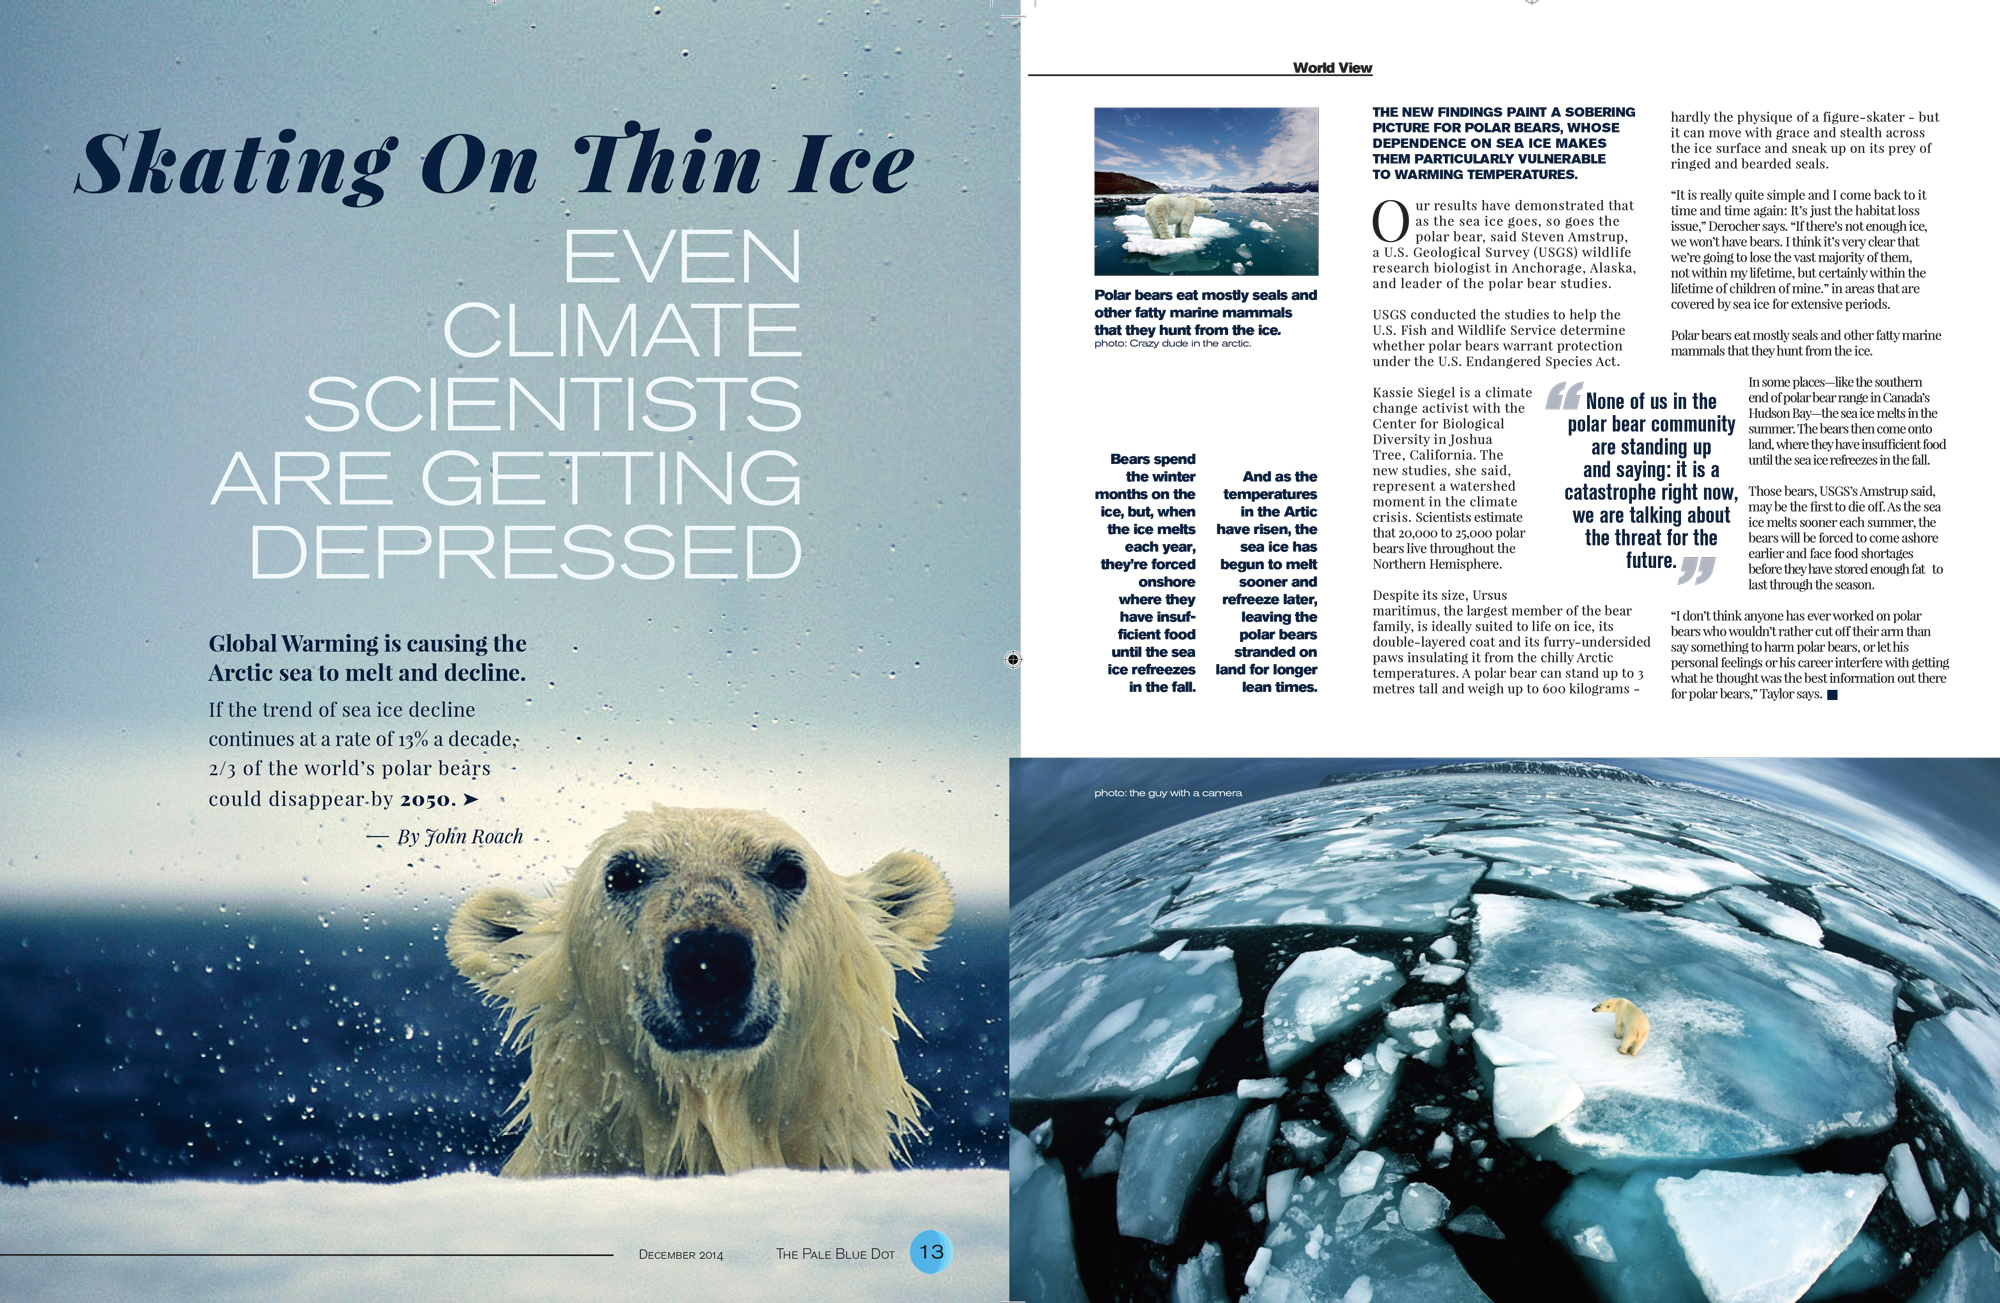 Skating On Thin Ice
EVEN
CLIMATE
SCIENTISTS
ARE GETTING
DEPRESSED
Global Warming is causing the
Arctic sea to melt and decline.
If the trend of sea ice decline
continues at a rate of 13% a decade,
2/3 of the world's polar bears
could disappear by 2050. ➤
— By John Roach
December 2014
The Pale Blue Dot
13
World View
Polar bears eat mostly seals and
other fatty marine mammals
that they hunt from the ice.
photo: Crazy dude in the arctic.
Bears spend
the winter
months on the
ice, but, when
the ice melts
each year,
they're forced
onshore
where they
have insuf-
ficient food
until the sea
ice refreezes
in the fall.
And as the
temperatures
in the Artic
have risen, the
sea ice has
begun to melt
sooner and
refreeze later,
leaving the
polar bears
stranded on
land for longer
lean times.
THE NEW FINDINGS PAINT A SOBERING
PICTURE FOR POLAR BEARS, WHOSE
DEPENDENCE ON SEA ICE MAKES
THEM PARTICULARLY VULNERABLE
TO WARMING TEMPERATURES.
Our results have demonstrated that
as the sea ice goes, so goes the
polar bear, said Steven Amstrup,
a U.S. Geological Survey (USGS) wildlife
research biologist in Anchorage, Alaska,
and leader of the polar bear studies.
USGS conducted the studies to help the
U.S. Fish and Wildlife Service determine
whether polar bears warrant protection
under the U.S. Endangered Species Act.
Kassie Siegel is a climate
change activist with the
Center for Biological
Diversity in Joshua
Tree, California. The
new studies, she said,
represent a watershed
moment in the climate
crisis. Scientists estimate
that 20,000 to 25,000 polar
bears live throughout the
Northern Hemisphere.
Despite its size, Ursus
maritimus, the largest member of the bear
family, is ideally suited to life on ice, its
double-layered coat and its furry-undersided
paws insulating it from the chilly Arctic
temperatures. A polar bear can stand up to 3
metres tall and weigh up to 600 kilograms -
“None of us in the
polar bear community
are standing up
and saying: it is a
catastrophe right now,
we are talking about
the threat for the
future.”
hardly the physique of a figure-skater - but
it can move with grace and stealth across
the ice surface and sneak up on its prey of
ringed and bearded seals.
“It is really quite simple and I come back to it
time and time again: It's just the habitat loss
issue,” Derocher says. “If there's not enough ice,
we won't have bears. I think it's very clear that
we're going to lose the vast majority of them,
not within my lifetime, but certainly within the
lifetime of children of mine.” in areas that are
covered by sea ice for extensive periods.
Polar bears eat mostly seals and other fatty marine
mammals that they hunt from the ice.
In some places—like the southern
end of polar bear range in Canada's
Hudson Bay—the sea ice melts in the
summer. The bears then come onto
land, where they have insufficient food
until the sea ice refreezes in the fall.
Those bears, USGS's Amstrup said,
may be the first to die off. As the sea
ice melts sooner each summer, the
bears will be forced to come ashore
earlier and face food shortages
before they have stored enough fat to
last through the season.
“I don't think anyone has ever worked on polar
bears who wouldn't rather cut off their arm than
say something to harm polar bears, or let his
personal feelings or his career interfere with getting
what he thought was the best information out there
for polar bears,” Taylor says. ■
photo: the guy with a camera